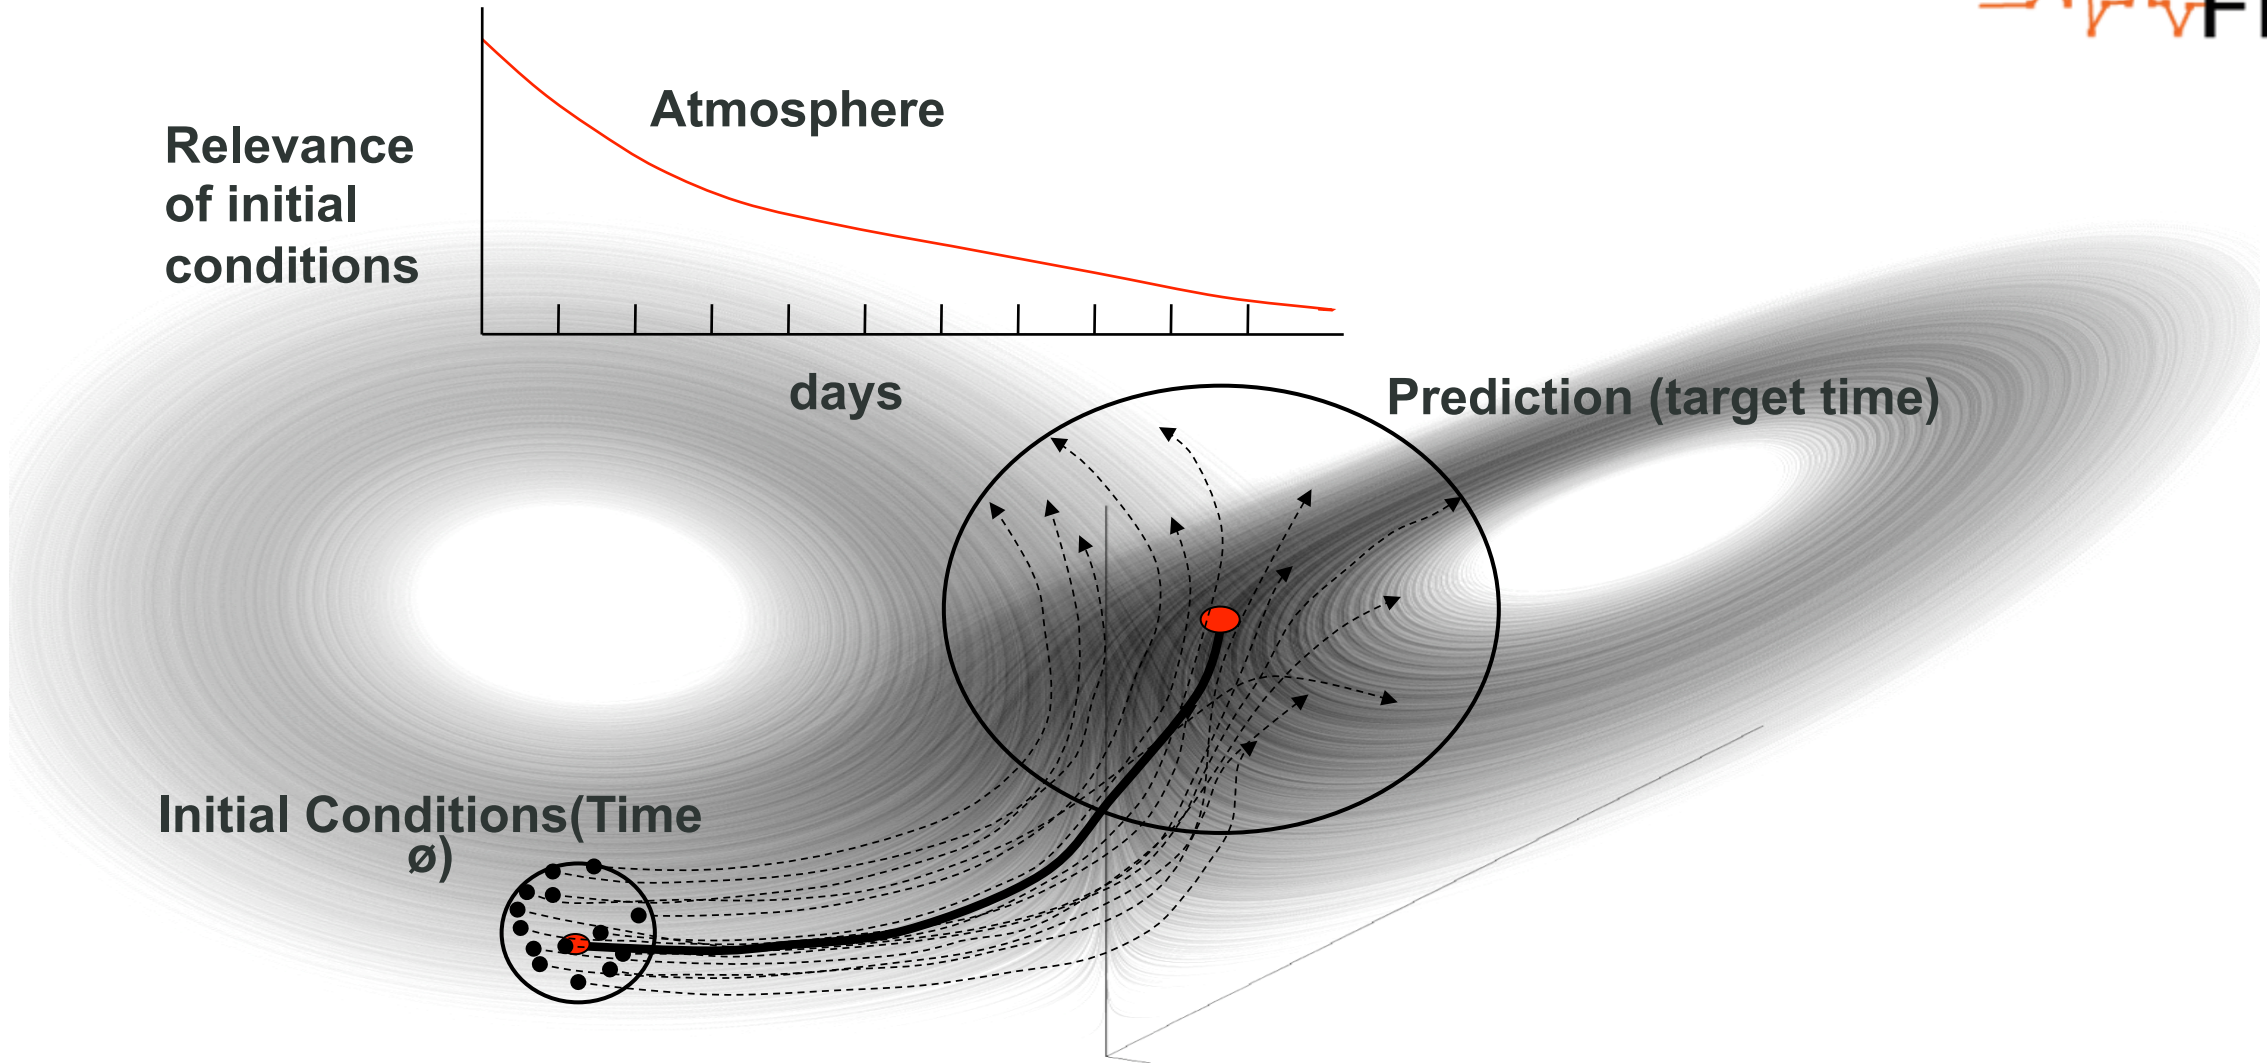 Atmosphere
Relevance
of initial
conditions
days
Prediction (target time)
Initial Conditions(Time
ø)